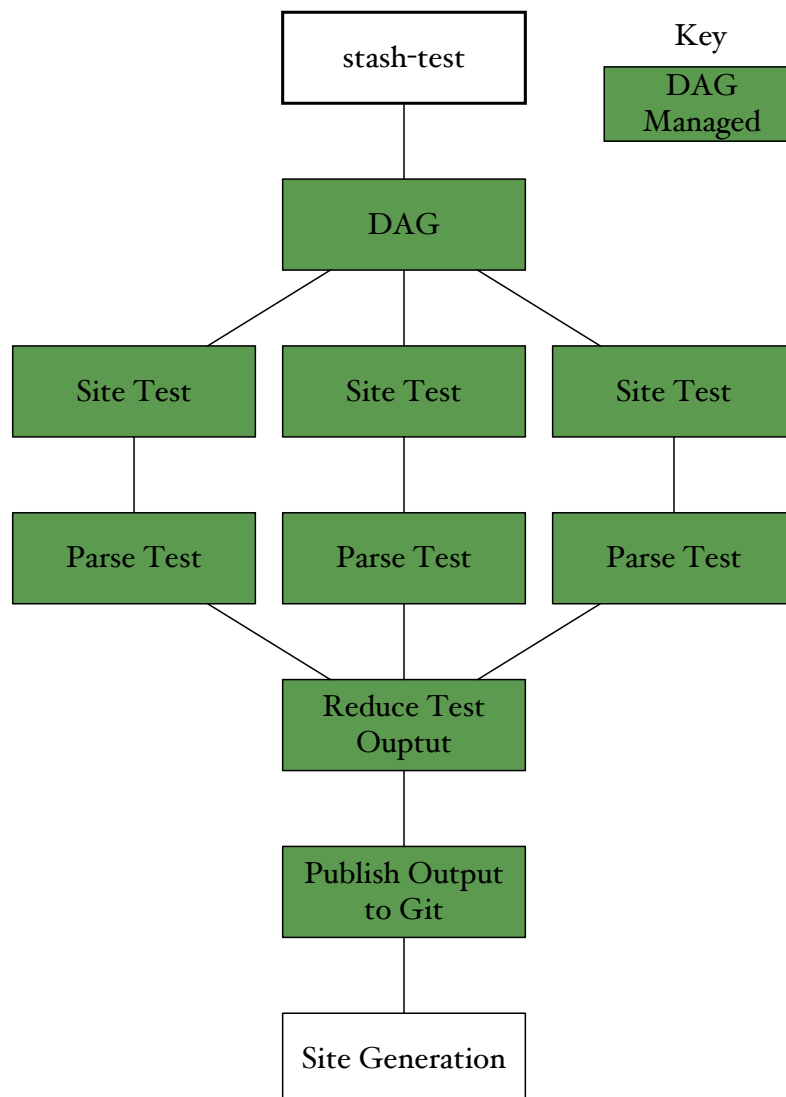 stash-test
Key
DAG
Managed
DAG
Site Test
Site Test
Site Test
Parse Test
Parse Test
Parse Test
Reduce Test
Ouptut
Publish Output
to Git
Site Generation